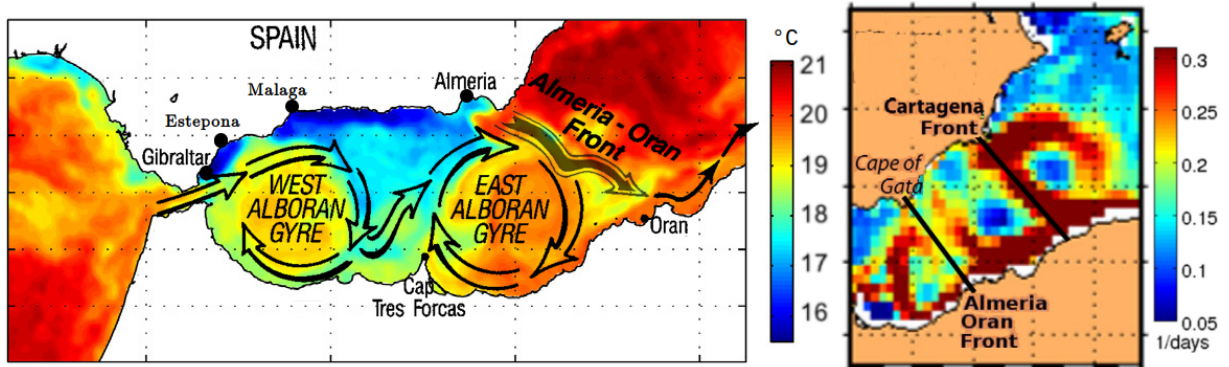 SPAIN
Malaga
Estepona
Gibraltar
Almeria
Almeria - Oran
Front
WEST
ALBORAN
GYRE
EAST
ALBORAN
GYRE
Cap
Tres Forcas
Oran
°C
21
20
19
18
17
16
Cartagena
Front
Cape of
Gata
Almeria
Oran
Front
0.3
0.25
0.2
0.15
0.1
0.05
1/days